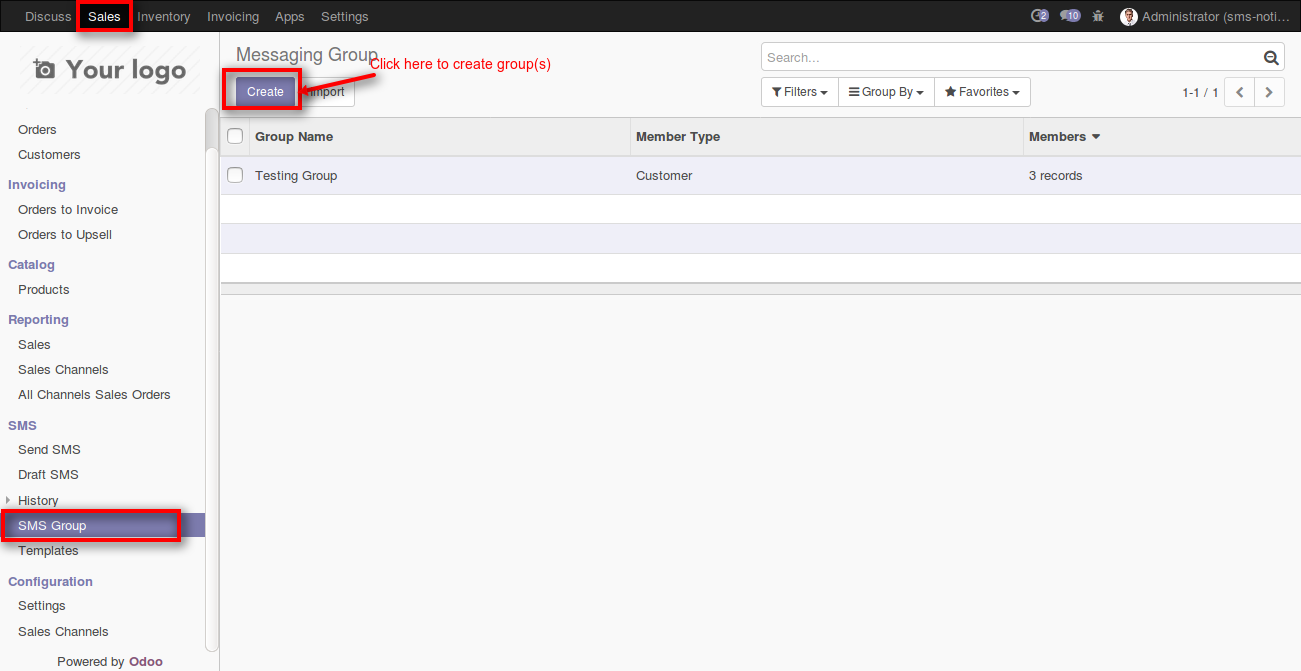 Discuss Sales Inventory Invoicing Apps Settings 2 10 Administrator (sms-noti...
Your logo
Orders
Customers
Invoicing
Orders to Invoice
Orders to Upsell
Catalog
Products
Reporting
Sales
Sales Channels
All Channels Sales Orders
SMS
Send SMS
Draft SMS
History
SMS Group
Templates
Configuration
Settings
Sales Channels
Powered by Odoo
Messaging Group
Click here to create group(s)
Search...
Create Import
Filters Group By Favorites 1-1 / 1
Group Name Member Type Members
Testing Group Customer 3 records